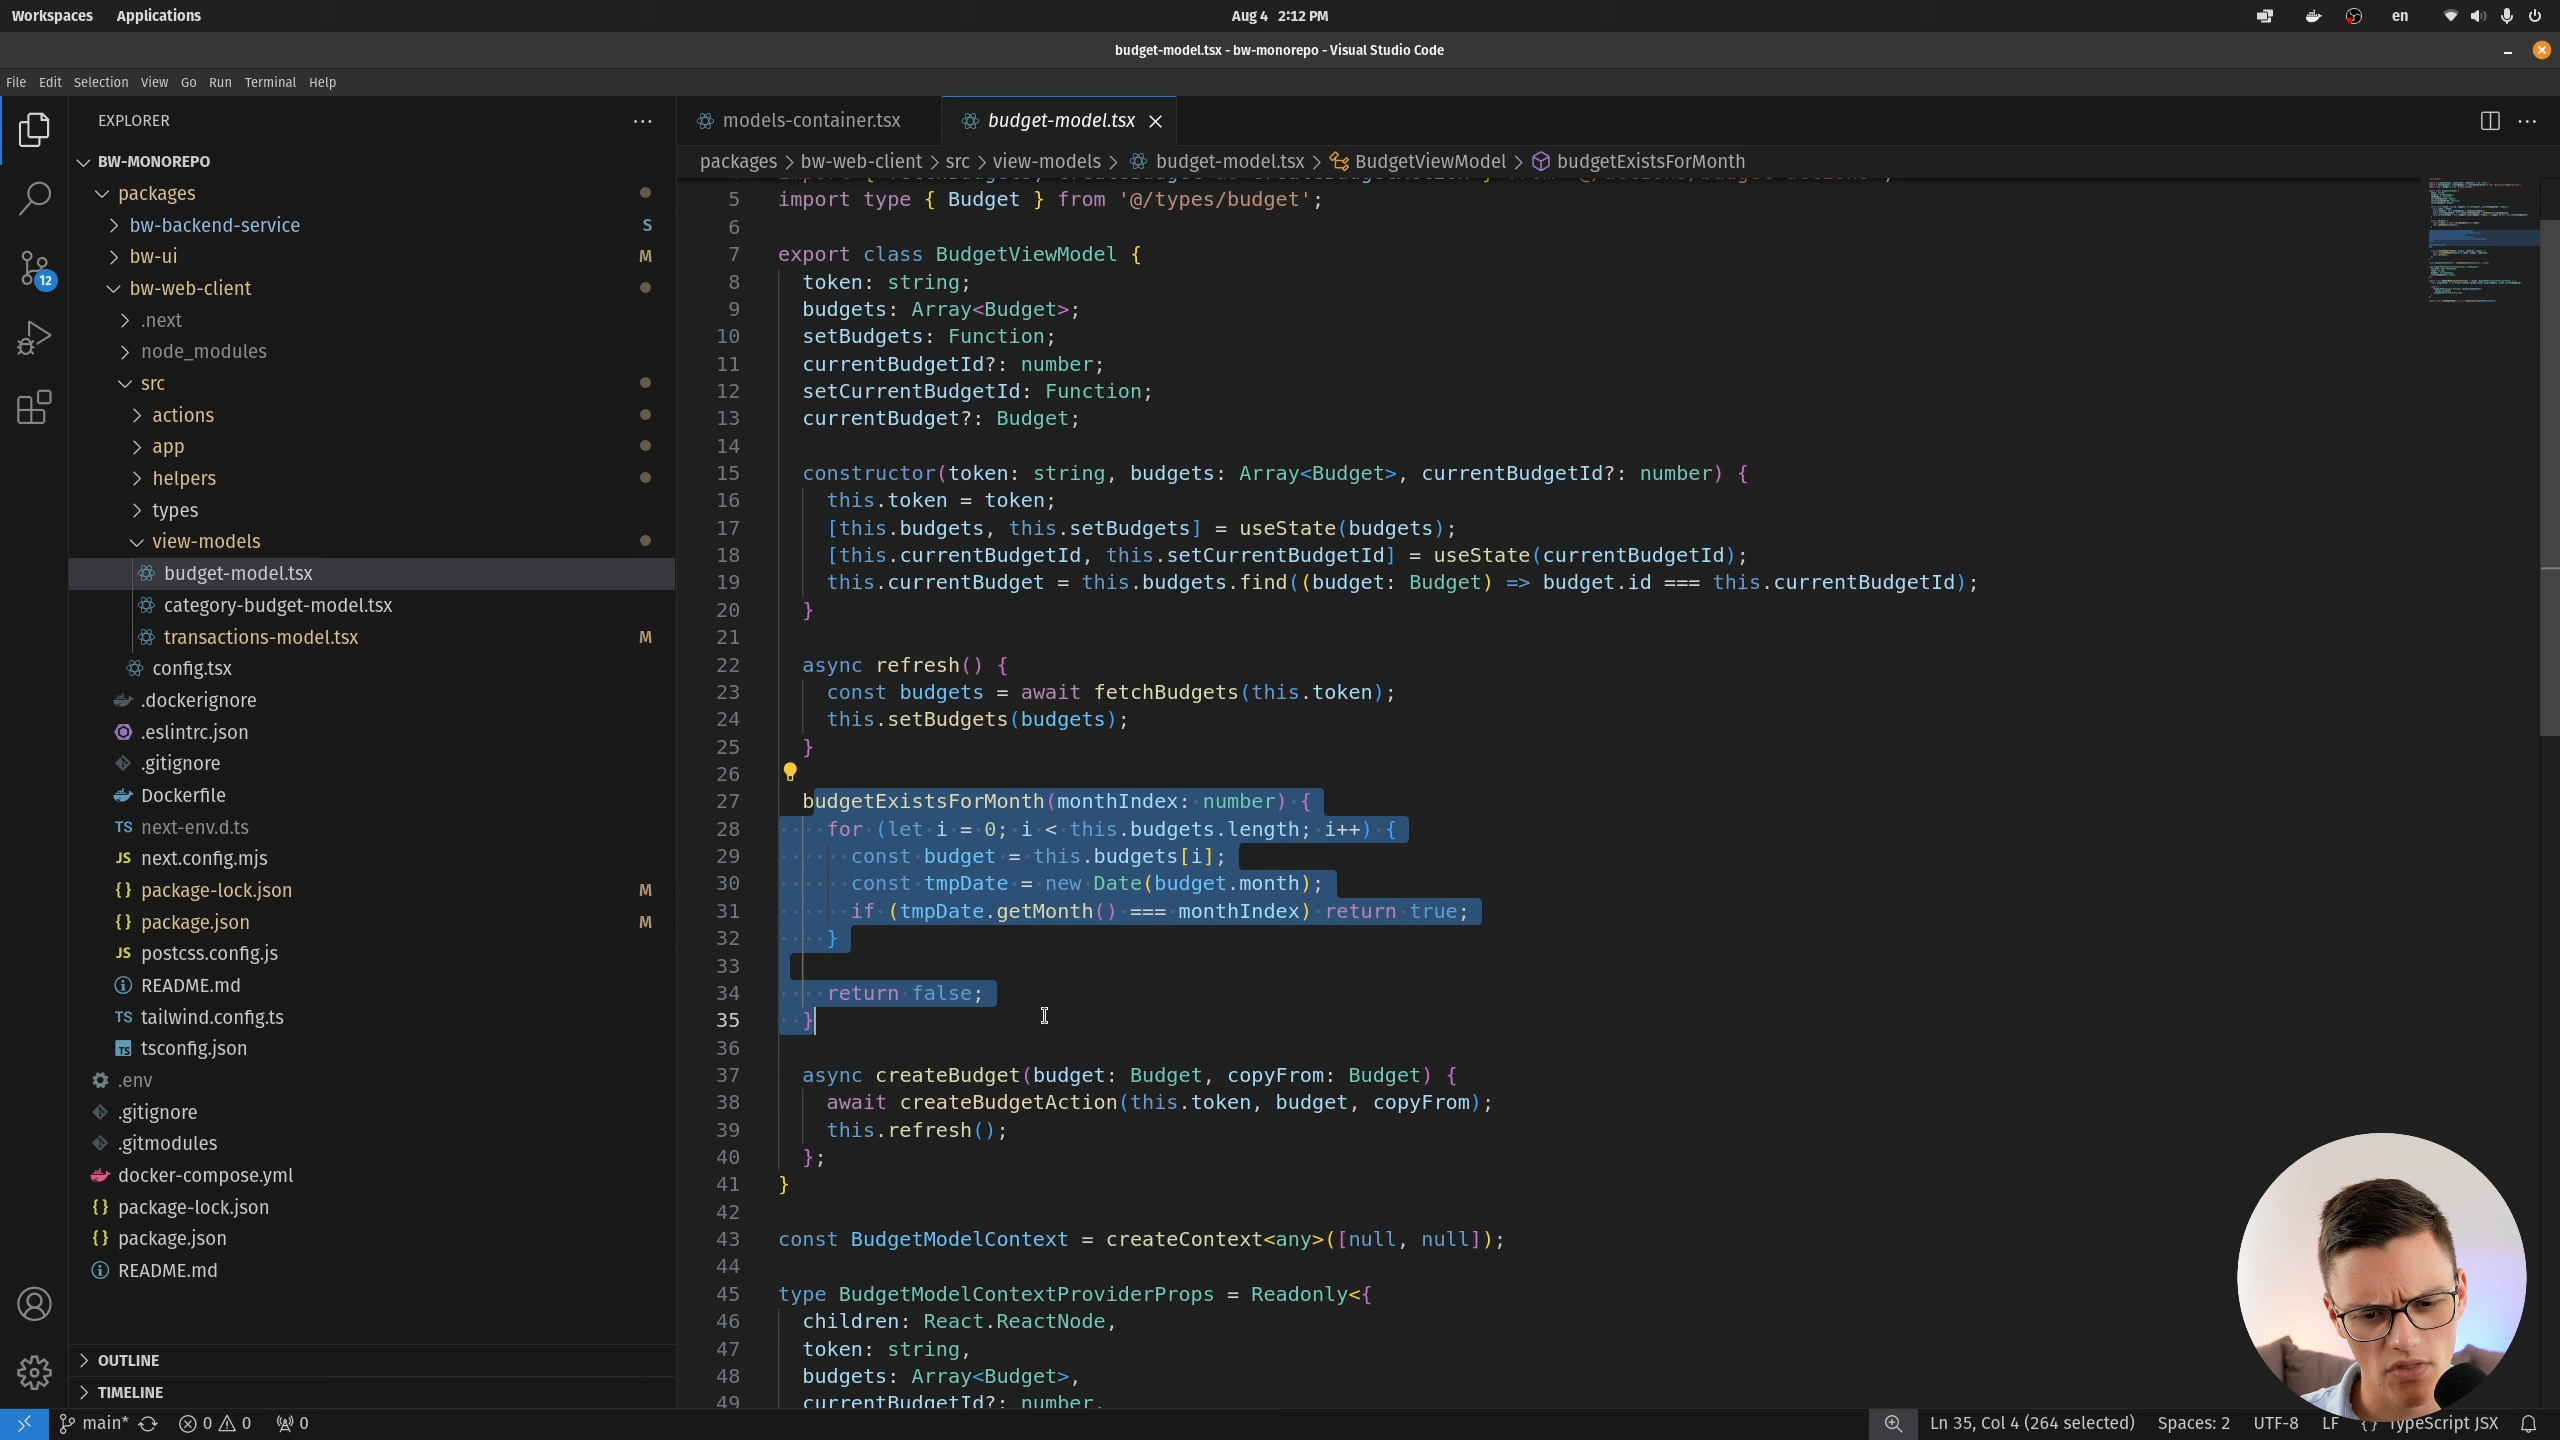 Workspaces Applications Aug 4 2:12 PM en
budget-model.tsx - bw-monorepo - Visual Studio Code
File Edit Selection View Go Run Terminal Help
EXPLORER
BW-MONOREPO
packages
bw-backend-service S
bw-ui M
bw-web-client
.next
node_modules
src
actions
app
helpers
types
view-models
budget-model.tsx
category-budget-model.tsx
transactions-model.tsx M
config.tsx
.dockerignore
.eslintrc.json
.gitignore
Dockerfile
TS next-env.d.ts
JS next.config.mjs
{} package-lock.json M
{} package.json M
JS postcss.config.js
README.md
TS tailwind.config.ts
TS tsconfig.json
.env
.gitignore
.gitmodules
docker-compose.yml
{} package-lock.json
{} package.json
README.md
OUTLINE
TIMELINE
12
models-container.tsx budget-model.tsx
packages > bw-web-client > src > view-models > budget-model.tsx > BudgetViewModel > budgetExistsForMonth
5 import type { Budget } from '@/types/budget';
6
7 export class BudgetViewModel {
8 token: string;
9 budgets: Array<Budget>;
10 setBudgets: Function;
11 currentBudgetId?: number;
12 setCurrentBudgetId: Function;
13 currentBudget?: Budget;
14
15 constructor(token: string, budgets: Array<Budget>, currentBudgetId?: number) {
16 this.token = token;
17 [this.budgets, this.setBudgets] = useState(budgets);
18 [this.currentBudgetId, this.setCurrentBudgetId] = useState(currentBudgetId);
19 this.currentBudget = this.budgets.find((budget: Budget) => budget.id === this.currentBudgetId);
20 }
21
22 async refresh() {
23 const budgets = await fetchBudgets(this.token);
24 this.setBudgets(budgets);
25 }
26
27 budgetExistsForMonth(monthIndex: number) {
28 for (let i = 0; i < this.budgets.length; i++) {
29 const budget = this.budgets[i];
30 const tmpDate = new Date(budget.month);
31 if (tmpDate.getMonth() === monthIndex) return true;
32 }
33
34 return false;
35 }
36
37 async createBudget(budget: Budget, copyFrom: Budget) {
38 await createBudgetAction(this.token, budget, copyFrom);
39 this.refresh();
40 };
41 }
42
43 const BudgetModelContext = createContext<any>([null, null]);
44
45 type BudgetModelContextProviderProps = Readonly<{
46 children: React.ReactNode,
47 token: string,
48 budgets: Array<Budget>,
49 currentBudgetId?: number,
main* 0 0 0 Ln 35, Col 4 (264 selected) Spaces: 2 UTF-8 LF {} TypeScript JSX